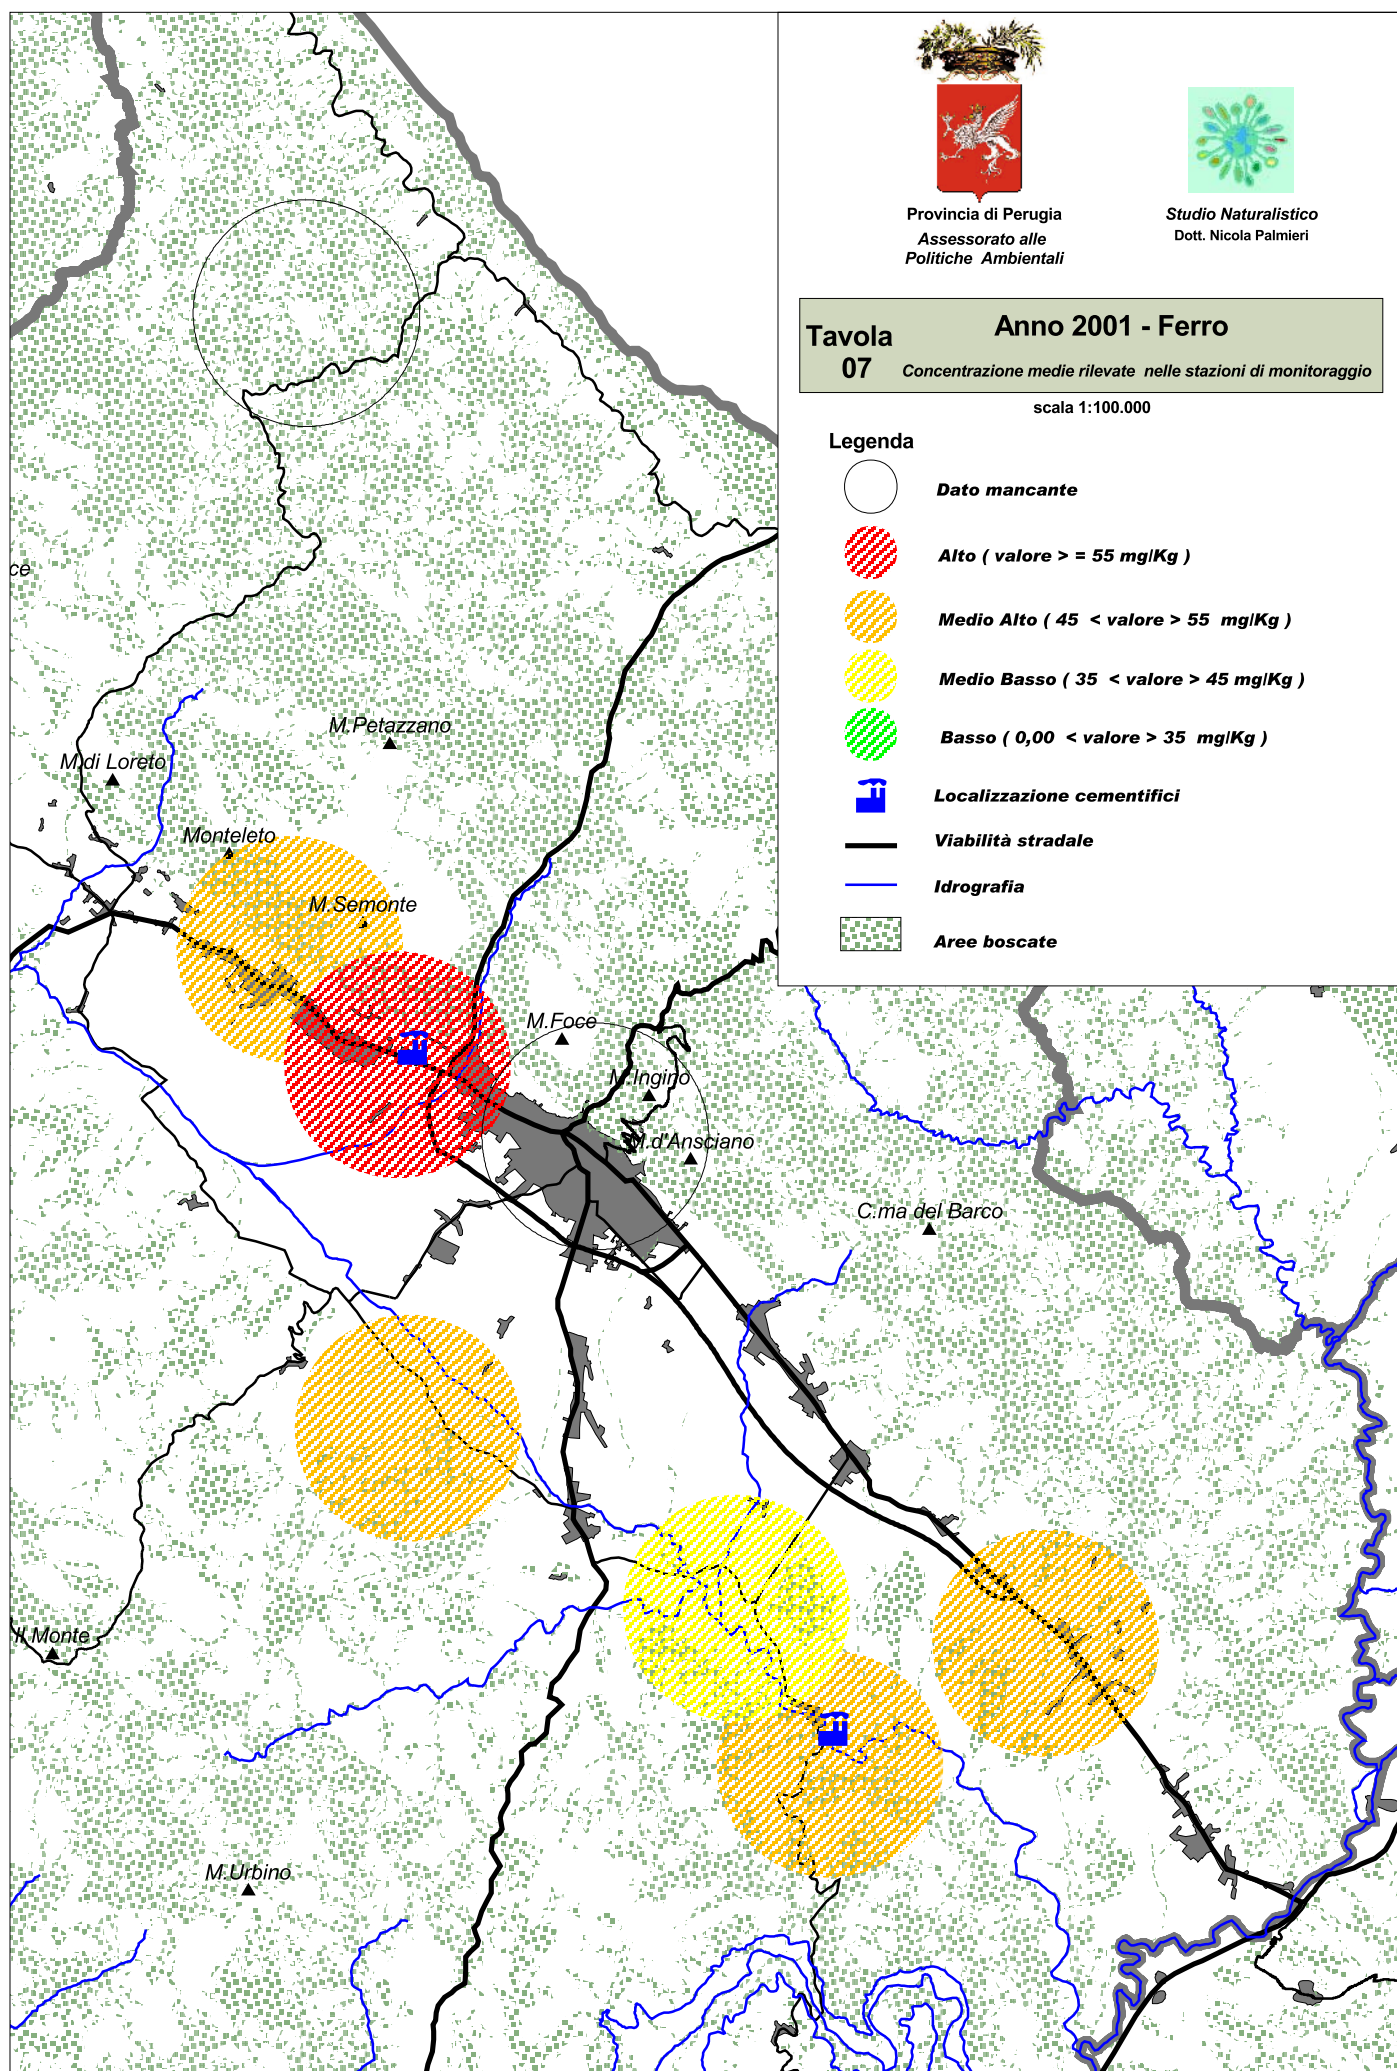 Provincia di Perugia
Assessorato alle
Politiche Ambientali
Studio Naturalistico
Dott. Nicola Palmieri
Tavola
07
Anno 2001 - Ferro
Concentrazione medie rilevate nelle stazioni di monitoraggio
scala 1:100.000
Legenda
Dato mancante
Alto ( valore > = 55 mg/Kg )
Medio Alto ( 45 < valore > 55 mg/Kg )
Medio Basso ( 35 < valore > 45 mg/Kg )
Basso ( 0,00 < valore > 35 mg/Kg )
Localizzazione cementifici
Viabilità stradale
Idrografia
Aree boscate
ce
M.Petazzano
M.di Loreto
Monteleto
M.Semonte
M.Foce
M.Ingino
M.d'Ansciano
C.ma del Barco
Il Monte
M.Urbino